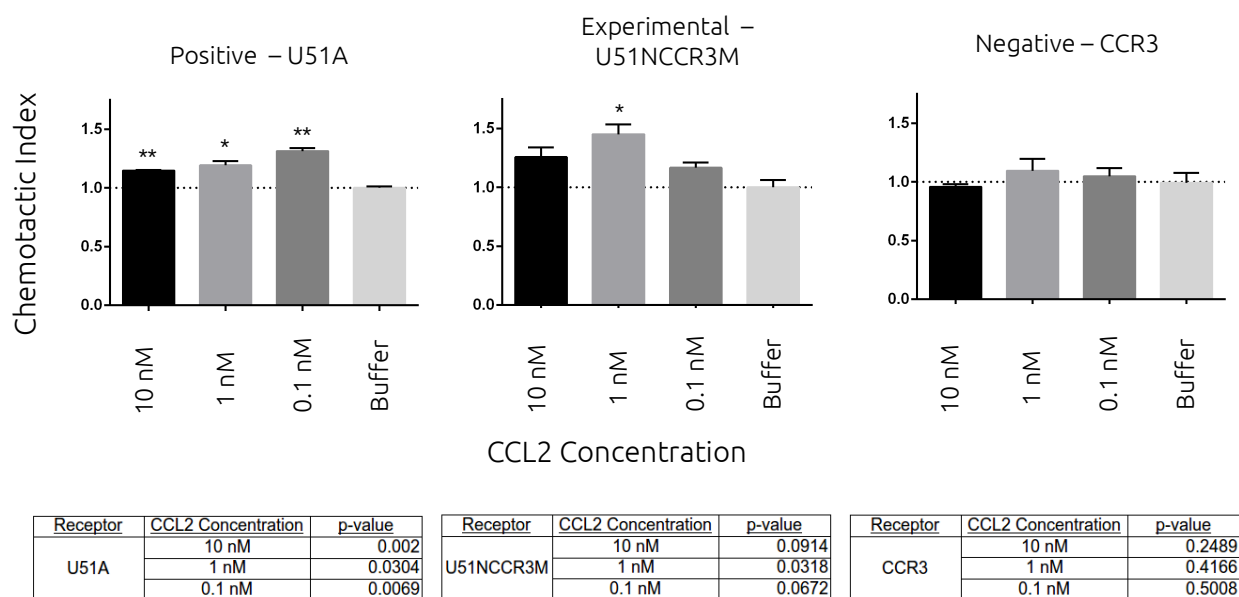 Positive – U51A
Experimental –
U51NCCR3M
Negative – CCR3
Chemotactic Index
1.5
1.0
0.5
0.0
** * **
10 nM 1 nM 0.1 nM Buffer
1.5
1.0
0.5
0.0
*
10 nM 1 nM 0.1 nM Buffer
1.5
1.0
0.5
0.0
10 nM 1 nM 0.1 nM Buffer
CCL2 Concentration
Receptor CCL2 Concentration p-value
U51A
10 nM 0.002
1 nM 0.0304
0.1 nM 0.0069
Receptor CCL2 Concentration p-value
U51NCCR3M
10 nM 0.0914
1 nM 0.0318
0.1 nM 0.0672
Receptor CCL2 Concentration p-value
CCR3
10 nM 0.2489
1 nM 0.4166
0.1 nM 0.5008